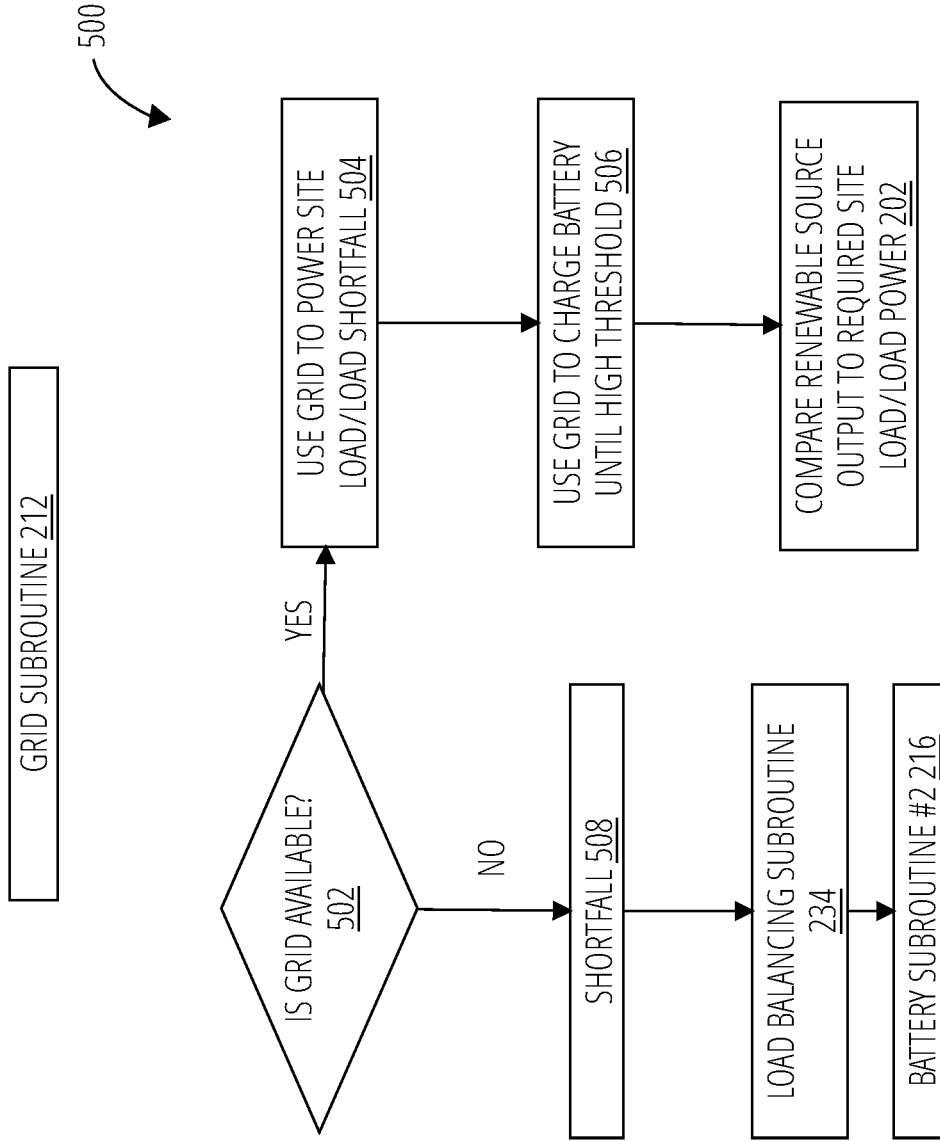 GRID SUBROUTINE 212
500
IS GRID AVAILABLE?
502
YES
USE GRID TO POWER SITE
LOAD/LOAD SHORTFALL 504
USE GRID TO CHARGE BATTERY
UNTIL HIGH THRESHOLD 506
COMPARE RENEWABLE SOURCE
OUTPUT TO REQUIRED SITE
LOAD/LOAD POWER 202
NO
SHORTFALL 508
LOAD BALANCING SUBROUTINE
234
BATTERY SUBROUTINE #2 216